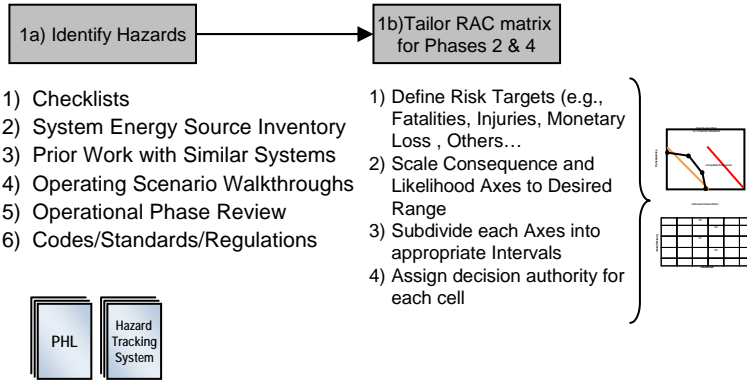 1a) Identify Hazards
1b)Tailor RAC matrix
for Phases 2 & 4
1) Checklists
2) System Energy Source Inventory
3) Prior Work with Similar Systems
4) Operating Scenario Walkthroughs
5) Operational Phase Review
6) Codes/Standards/Regulations
1) Define Risk Targets (e.g.,
Fatalities, Injuries, Monetary
Loss , Others…
2) Scale Consequence and
Likelihood Axes to Desired
Range
3) Subdivide each Axes into
appropriate Intervals
4) Assign decision authority for
each cell
PHL
Hazard
Tracking
System